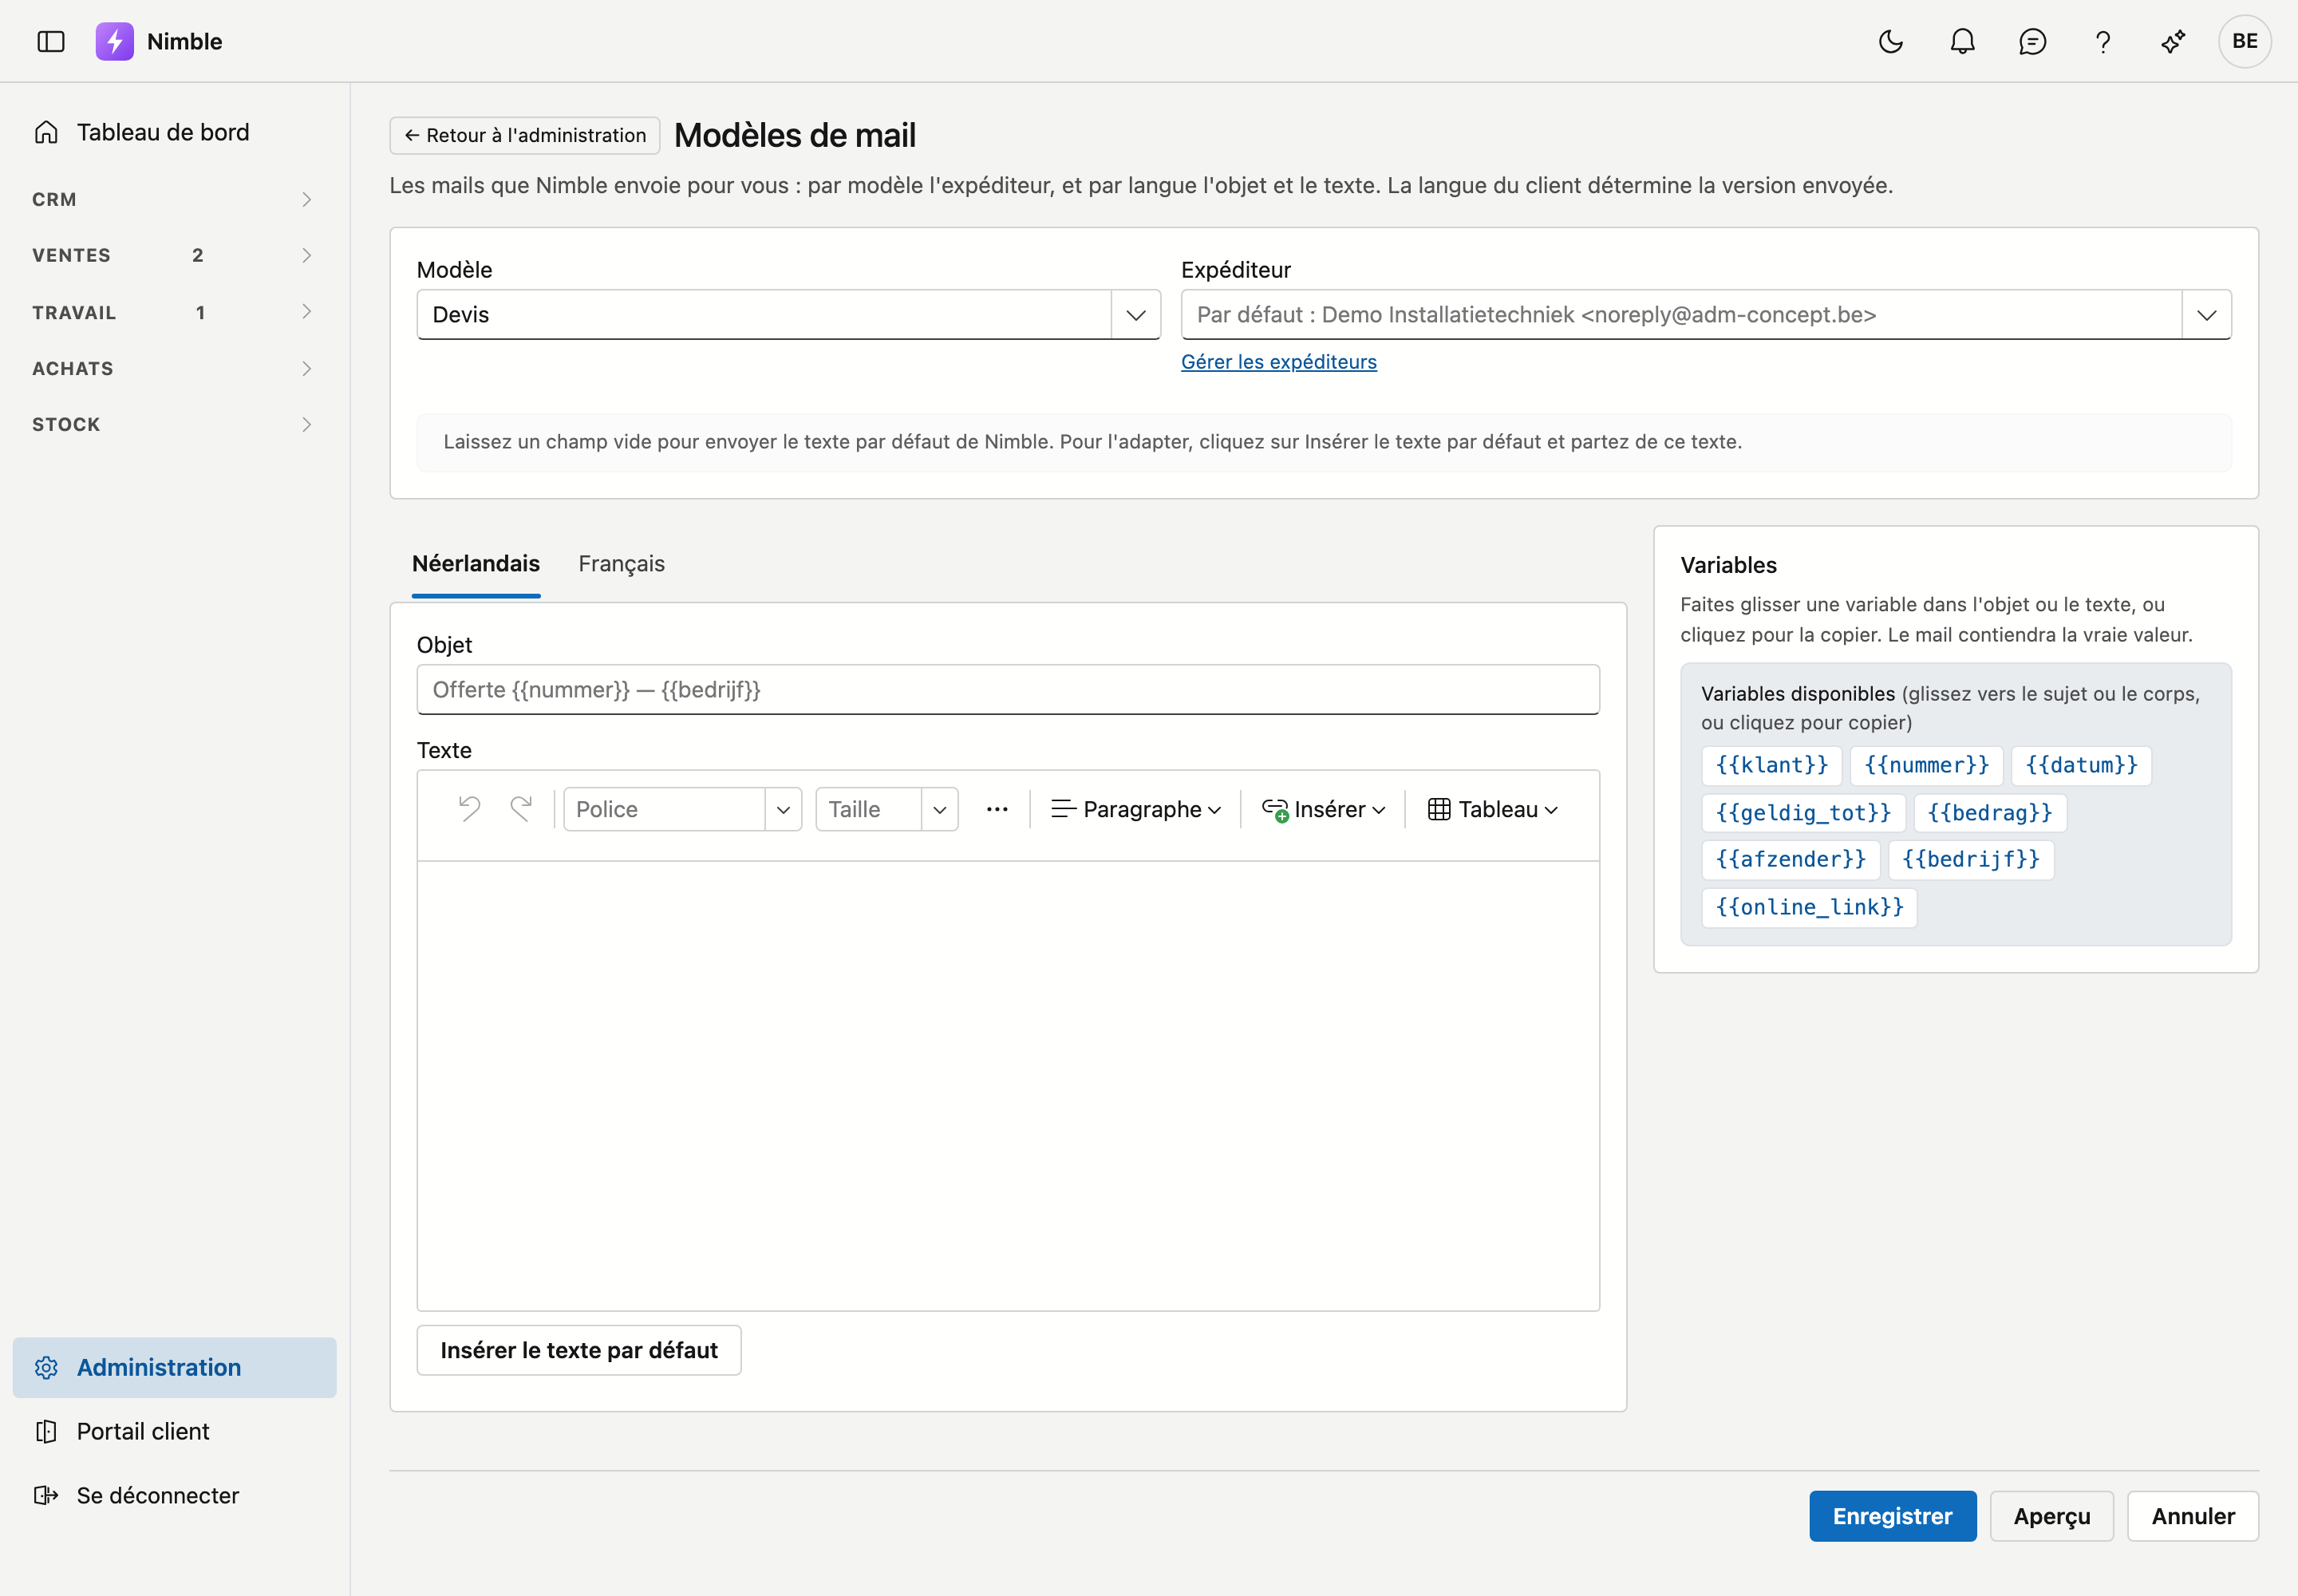 Nimble
BE
Tableau de bord
CRM
VENTES 2
TRAVAIL 1
ACHATS
STOCK
Administration
Portail client
Se déconnecter
← Retour à l'administration
Modèles de mail
Les mails que Nimble envoie pour vous : par modèle l'expéditeur, et par langue l'objet et le texte. La langue du client détermine la version envoyée.
Modèle
Devis
Expéditeur
Par défaut : Demo Installatietechniek <noreply@adm-concept.be>
Gérer les expéditeurs
Laissez un champ vide pour envoyer le texte par défaut de Nimble. Pour l'adapter, cliquez sur Insérer le texte par défaut et partez de ce texte.
Néerlandais Français
Objet
Offerte {{nummer}} — {{bedrijf}}
Texte
Police Taille ··· Paragraphe Insérer Tableau
Insérer le texte par défaut
Variables
Faites glisser une variable dans l'objet ou le texte, ou
cliquez pour la copier. Le mail contiendra la vraie valeur.
Variables disponibles (glissez vers le sujet ou le corps,
ou cliquez pour copier)
{{klant}} {{nummer}} {{datum}}
{{geldig_tot}} {{bedrag}}
{{afzender}} {{bedrijf}}
{{online_link}}
Enregistrer Aperçu Annuler